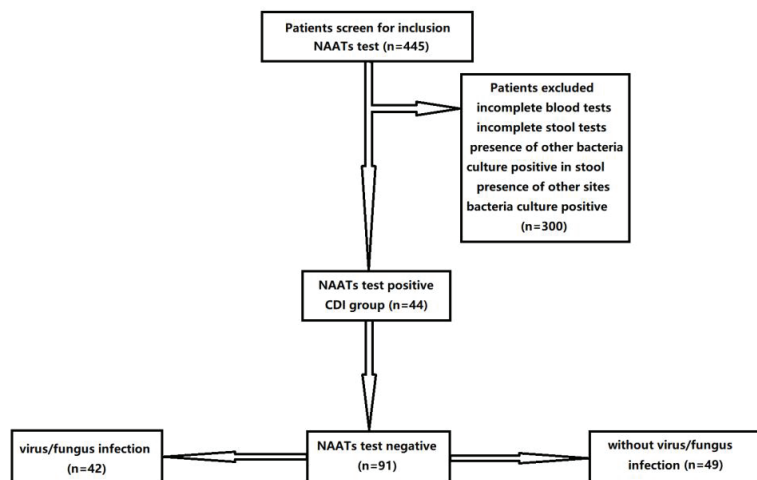 Patients screen for inclusion
NAATs test (n=445)
Patients excluded
incomplete blood tests
incomplete stool tests
presence of other bacteria
culture positive in stool
presence of other sites
bacteria culture positive
(n=300)
NAATs test positive
CDI group (n=44)
virus/fungus infection
(n=42)
NAATs test negative
(n=91)
without virus/fungus
infection (n=49)